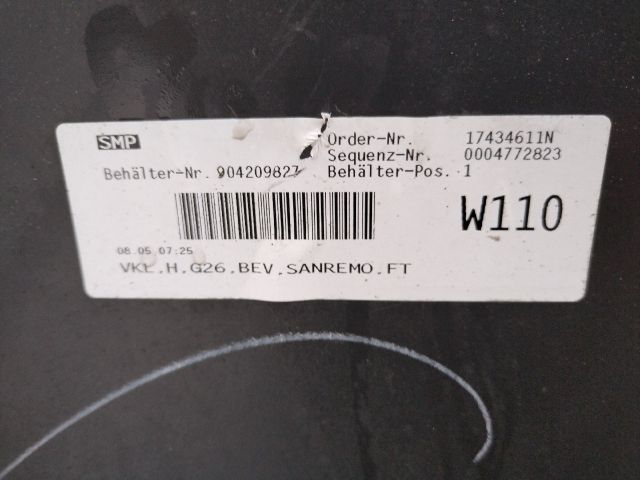 SMP
Order-Nr. 17434611N
Sequenz-Nr. 0004772823
Behälter-Nr. 904209827 Behälter-Pos. 1
W110
08.05.07:25
VKL.H.G26.BEV.SANREMO.FT